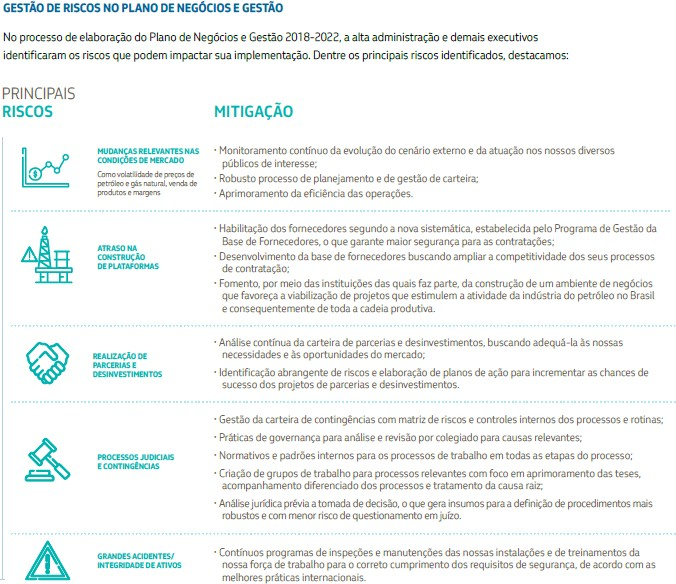 GESTÃO DE RISCOS NO PLANO DE NEGÓCIOS E GESTÃO
No processo de elaboração do Plano de Negócios e Gestão 2018-2022, a alta administração e demais executivos
identificaram os riscos que podem impactar sua implementação. Dentre os principais riscos identificados, destacamos:
PRINCIPAIS
RISCOS
MITIGAÇÃO
MUDANÇAS RELEVANTES NAS
CONDIÇÕES DE MERCADO
Como volatilidade de preços de
petróleo e gás natural, venda de
produtos e margens
• Monitoramento contínuo da evolução do cenário externo e da atuação nos nossos diversos
públicos de interesse;
• Robusto processo de planejamento e de gestão de carteira;
• Aprimoramento da eficiência das operações.
ATRASO NA
CONSTRUÇÃO
DE PLATAFORMAS
• Habilitação dos fornecedores segundo a nova sistemática, estabelecida pelo Programa de Gestão da
Base de Fornecedores, o que garante maior segurança para as contratações;
• Desenvolvimento da base de fornecedores buscando ampliar a competitividade dos seus processos
de contratação;
• Fomento, por meio das instituições das quais faz parte, da construção de um ambiente de negócios
que favoreça a viabilização de projetos que estimulem a atividade da indústria do petróleo no Brasil
e consequentemente de toda a cadeia produtiva.
REALIZAÇÃO DE
PARCERIAS E
DESINVESTIMENTOS
• Análise contínua da carteira de parcerias e desinvestimentos, buscando adequá-la às nossas
necessidades e às oportunidades do mercado;
• Identificação abrangente de riscos e elaboração de planos de ação para incrementar as chances de
sucesso dos projetos de parcerias e desinvestimentos.
PROCESSOS JUDICIAIS
E CONTINGÊNCIAS
• Gestão da carteira de contingências com matriz de riscos e controles internos dos processos e rotinas;
• Práticas de governança para análise e revisão por colegiado para causas relevantes;
• Normativos e padrões internos para os processos de trabalho em todas as etapas do processo;
• Criação de grupos de trabalho para processos relevantes com foco em aprimoramento das teses,
acompanhamento diferenciado dos processos e tratamento da causa raiz;
• Análise jurídica prévia a tomada de decisão, o que gera insumos para a definição de procedimentos mais
robustos e com menor risco de questionamento em juízo.
GRANDES ACIDENTES/
INTEGRIDADE DE ATIVOS
• Contínuos programas de inspeções e manutenções das nossas instalações e de treinamentos da
nossa força de trabalho para o correto cumprimento dos requisitos de segurança, de acordo com as
melhores práticas internacionais.